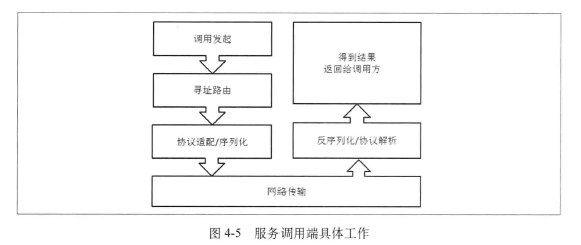 调用发起
寻址路由
协议适配/序列化
网络传输
反序列化/协议解析
得到结果
返回给调用方
图 4-5 服务调用端具体工作